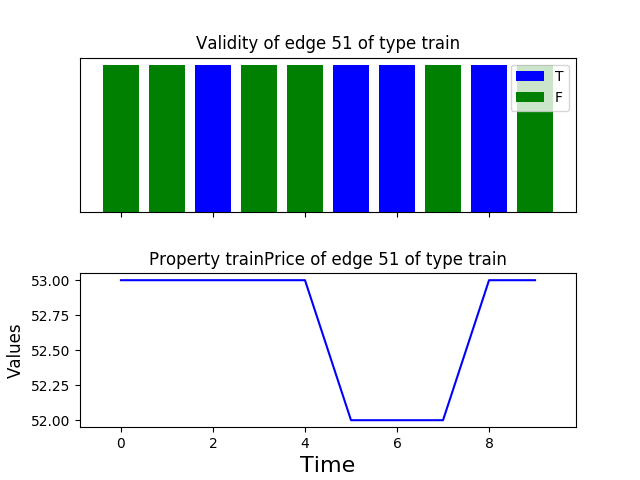 Validity of edge 51 of type train
T
F
Property trainPrice of edge 51 of type train
53.00
52.75
52.50
52.25
52.00
Values
0 2 4 6 8
Time